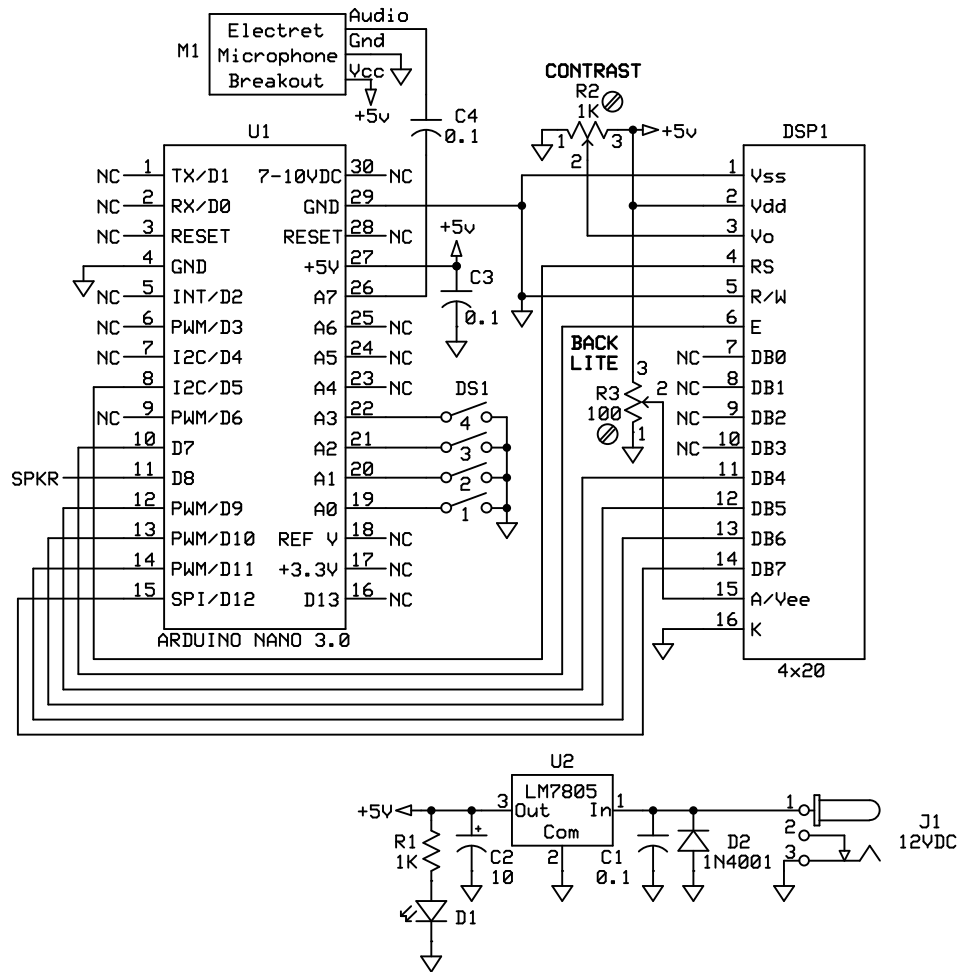 M1
Electret
Microphone
Breakout
Audio
Gnd
Vcc
+5v
C4
0.1
U1
NC 1 TX/D1
NC 2 RX/D0
NC 3 RESET
4 GND
NC 5 INT/D2
NC 6 PWM/D3
NC 7 I2C/D4
8 I2C/D5
NC 9 PWM/D6
10 D7
SPKR 11 D8
12 PWM/D9
13 PWM/D10
14 PWM/D11
15 SPI/D12
7-10VDC 30 NC
GND 29
RESET 28 NC
+5V 27
A7 26
A6 25 NC
A5 24 NC
A4 23 NC
A3 22
A2 21
A1 20
A0 19
REF V 18 NC
+3.3V 17 NC
D13 16 NC
ARDUINO NANO 3.0
+5v
C3
0.1
DS1
4
3
2
1
CONTRAST
R2
1K
1 3
2
+5v
BACK
LITE
3
R3 2
100
1
DSP1
1 Vss
2 Vdd
3 Vo
4 RS
5 R/W
6 E
NC 7 DB0
NC 8 DB1
NC 9 DB2
NC 10 DB3
11 DB4
12 DB5
13 DB6
14 DB7
15 A/Vee
16 K
4x20
U2
LM7805
+5V 3 Out In 1
Com
2
R1
1K
+
C2
10
D1
C1
0.1
D2
1N4001
1
2
3
J1
12VDC